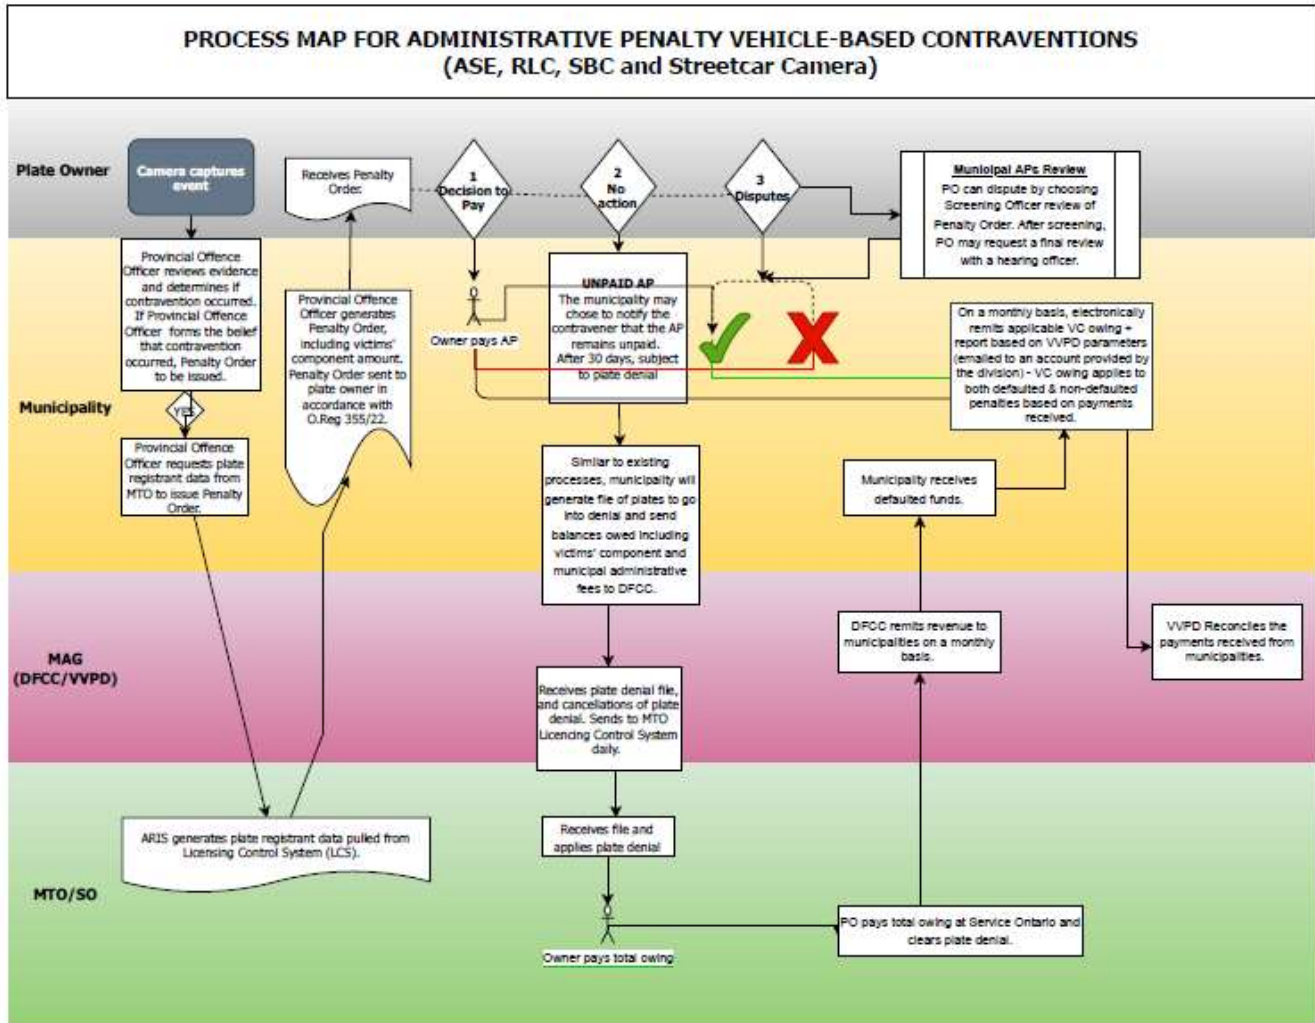 PROCESS MAP FOR ADMINISTRATIVE PENALTY VEHICLE-BASED CONTRAVENTIONS
(ASE, RLC, SBC and Streetcar Camera)
Plate Owner
Camera captures
event
Receives Penalty
Order.
1
Decision to
Pay
2
No
action
3
Disputes
Municipal APs Review
PO can dispute by choosing
Screening Officer review of
Penalty Order. After screening,
PO may request a final review
with a hearing officer.
Municipality
Provincial Offence
Officer reviews evidence
and determines if
contravention occurred.
If Provincial Offence
Officer forms the belief
that contravention
occurred, Penalty Order
to be issued.
YES
Provincial Offence
Officer requests plate
registrant data from
MTO to issue Penalty
Order.
Provincial Offence
Officer generates
Penalty Order,
including victims'
component amount.
Penalty Order sent to
plate owner in
accordance with
O.Reg 355/22.
Owner pays AP
UNPAID AP
The municipality may
chose to notify the
contravener that the AP
remains unpaid.
After 30 days, subject
to plate denial
On a monthly basis, electronically
remits applicable VC owing +
report based on VVPD parameters
(emailed to an account provided by
the division) - VC owing applies to
both defaulted & non-defaulted
penalties based on payments
received.
Similar to existing
processes, municipality will
generate file of plates to go
into denial and send
balances owed including
victims' component and
municipal administrative
fees to DFCC.
Municipality receives
defaulted funds.
MAG
(DFCC/VVPD)
DFCC remits revenue to
municipalities on a monthly
basis.
VVPD Reconciles the
payments received from
municipalities.
Receives plate denial file,
and cancellations of plate
denial. Sends to MTO
Licencing Control System
daily.
MTO/SO
ARIS generates plate registrant data pulled from
Licensing Control System (LCS).
Receives file and
applies plate denial
Owner pays total owing
PO pays total owing at Service Ontario and
clears plate denial.